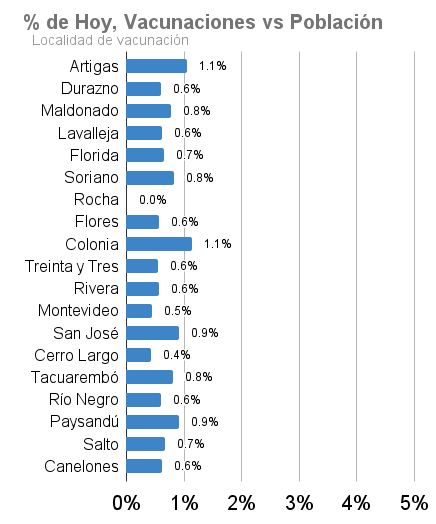 % de Hoy, Vacunaciones vs Población
Localidad de vacunación
Artigas 1.1%
Durazno 0.6%
Maldonado 0.8%
Lavalleja 0.6%
Florida 0.7%
Soriano 0.8%
Rocha 0.0%
Flores 0.6%
Colonia 1.1%
Treinta y Tres 0.6%
Rivera 0.6%
Montevideo 0.5%
San José 0.9%
Cerro Largo 0.4%
Tacuarembó 0.8%
Río Negro 0.6%
Paysandú 0.9%
Salto 0.7%
Canelones 0.6%
0% 1% 2% 3% 4% 5%